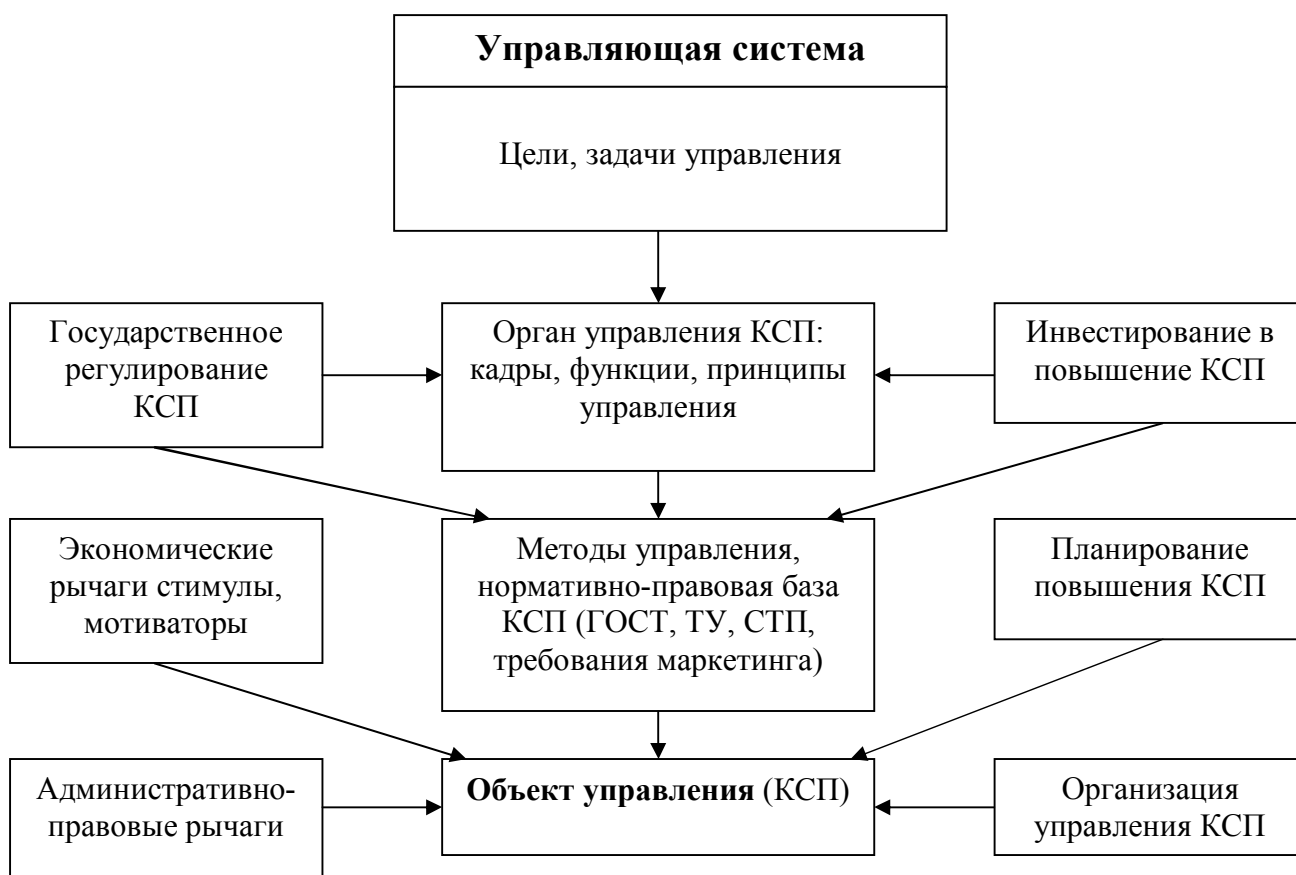 Управляющая система
Цели, задачи управления
Государственное
регулирование
КСП
Орган управления КСП:
кадры, функции, принципы
управления
Инвестирование в
повышение КСП
Экономические
рычаги стимулы,
мотиваторы
Методы управления,
нормативно-правовая база
КСП (ГОСТ, ТУ, СТП,
требования маркетинга)
Планирование
повышения КСП
Административно-
правовые рычаги
Объект управления (КСП)
Организация
управления КСП